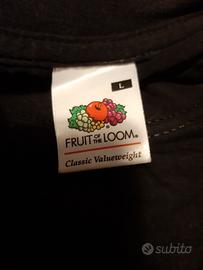 L
FRUIT OF THE LOOM®
Classic Valueweight
subito